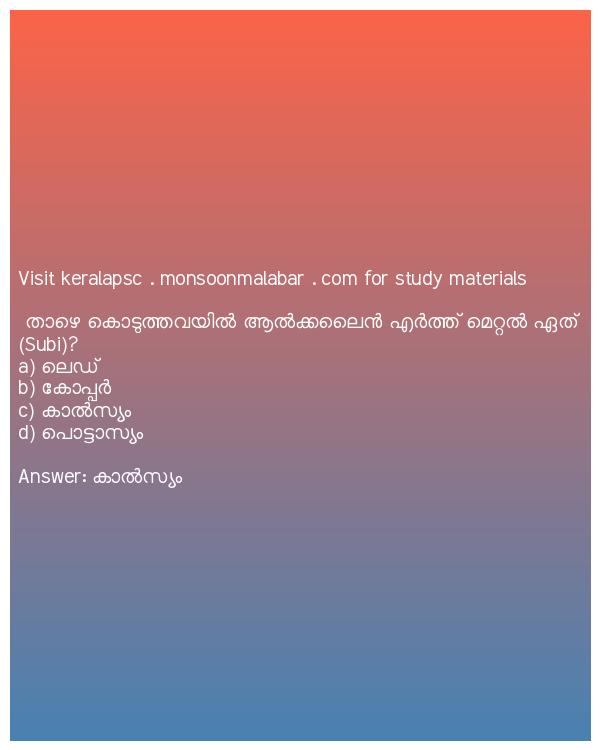 Visit keralapsc . monsoonmalabar . com for study materials
താഴെ കൊടുത്തവയിൽ ആൽക്കലൈൻ എർത്ത് മെറ്റൽ ഏത്
(Subi)?
a) ലെഡ്
b) കോപ്പർ
c) കാൽസ്യം
d) പൊട്ടാസ്യം
Answer: കാൽസ്യം